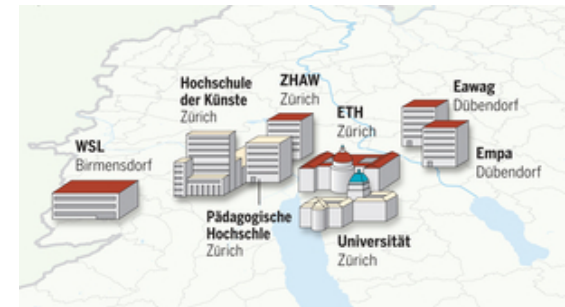 Hochschule
der Künste
Zürich
ZHAW
Zürich
ETH
Zürich
Eawag
Dübendorf
WSL
Birmensdorf
Empa
Dübendorf
Pädagogische
Hochschle
Zürich
Universität
Zürich